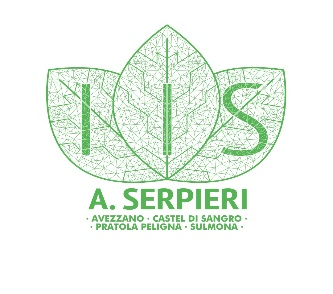 IIS
A. SERPIERI
· AVEZZANO · CASTEL DI SANGRO ·
· PRATOLA PELIGNA · SULMONA ·